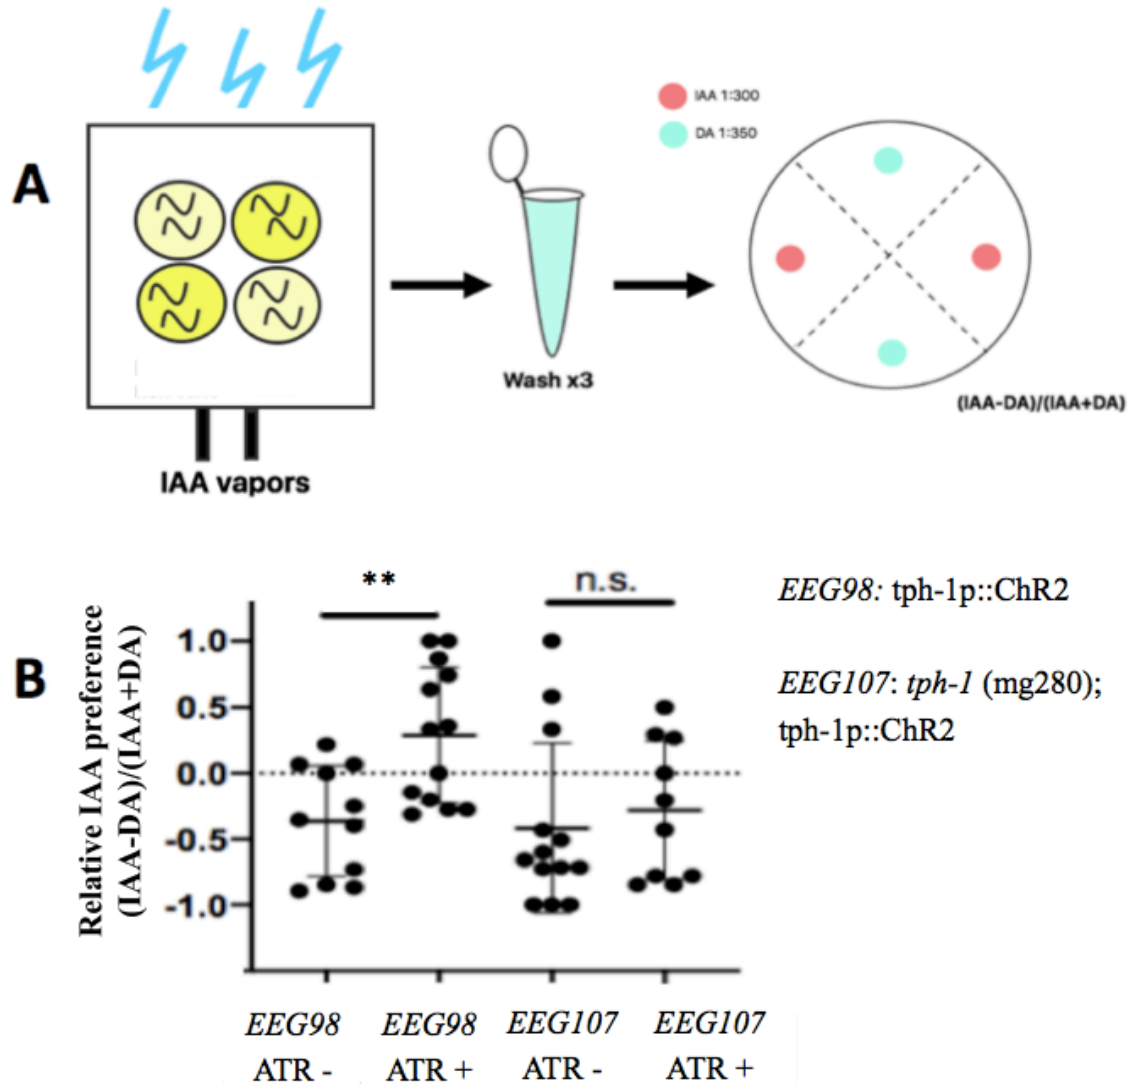 A
IAA 1:300
DA 1:350
Wash x3
(IAA-DA)/(IAA+DA)
IAA vapors
B
Relative IAA preference
(IAA-DA)/(IAA+DA)
**
n.s.
1.0
0.5
0.0
-0.5
-1.0
EEG98 EEG98 EEG107 EEG107
ATR - ATR + ATR - ATR +
EEG98: tph-1p::ChR2
EEG107: tph-1 (mg280);
tph-1p::ChR2